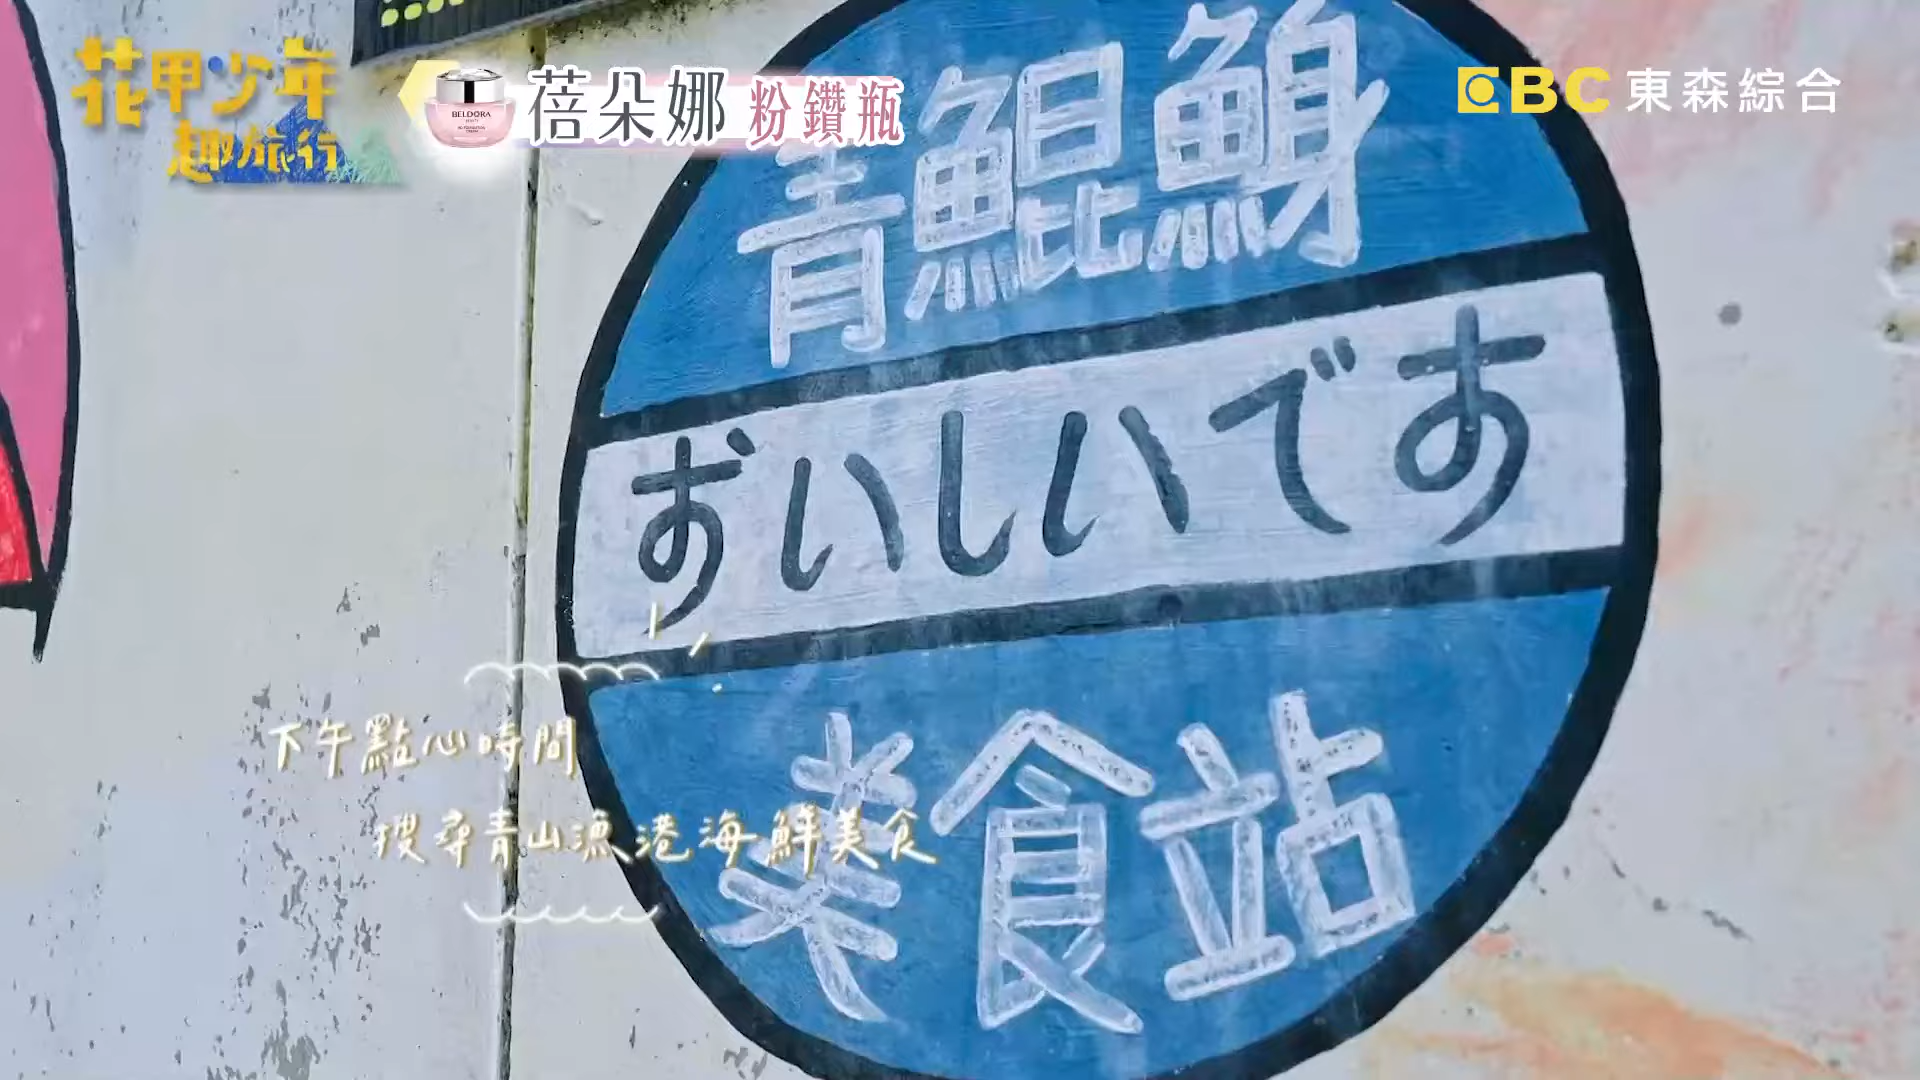 花甲少年
趣旅行
BELDORA
蓓朵娜 粉鑽瓶
EBC 東森綜合
青鯤鯓
おいしいです
美食站
下午點心時間
搜尋青山漁港海鮮美食